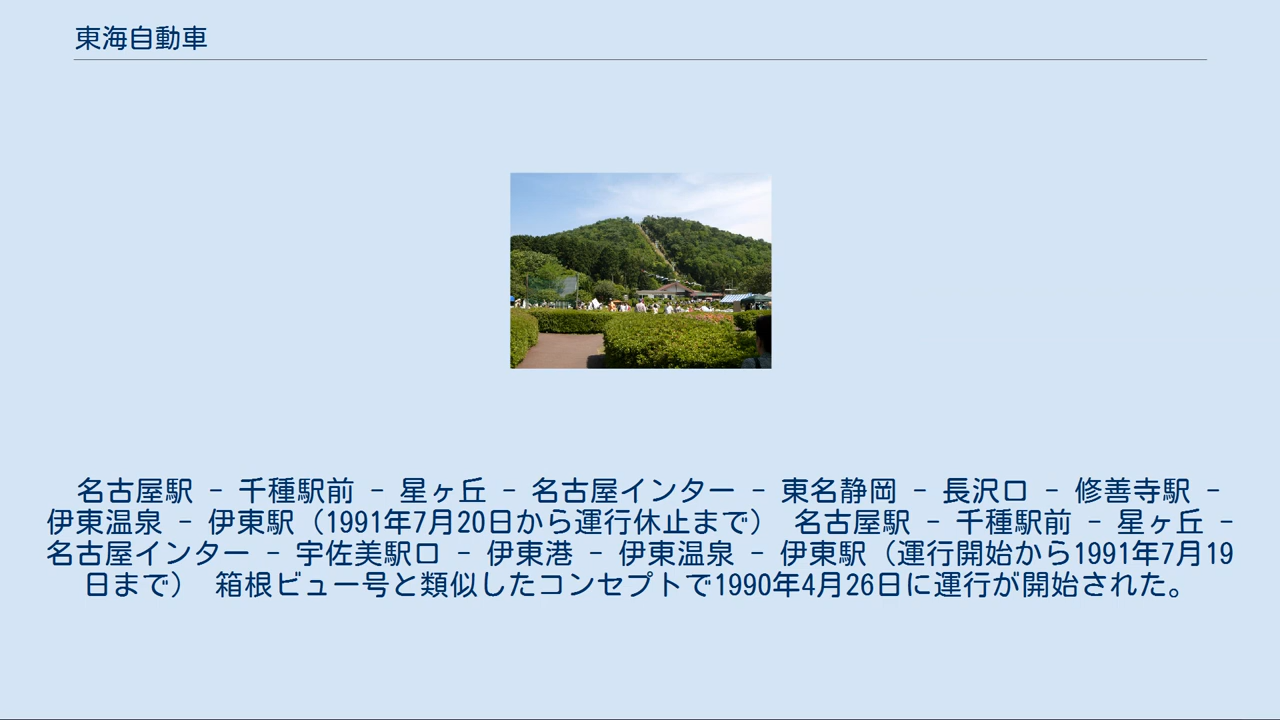 東海自動車
名古屋駅 - 千種駅前 - 星ヶ丘 - 名古屋インター - 東名静岡 - 長沢口 - 修善寺駅 -
伊東温泉 - 伊東駅（1991年7月20日から運行休止まで） 名古屋駅 - 千種駅前 - 星ヶ丘 -
名古屋インター - 宇佐美駅口 - 伊東港 - 伊東温泉 - 伊東駅（運行開始から1991年7月19
日まで） 箱根ビュー号と類似したコンセプトで1990年4月26日に運行が開始された。